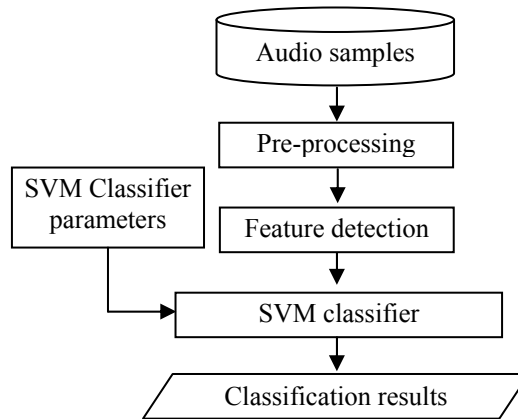 Audio samples
Pre-processing
SVM Classifier
parameters
Feature detection
SVM classifier
Classification results